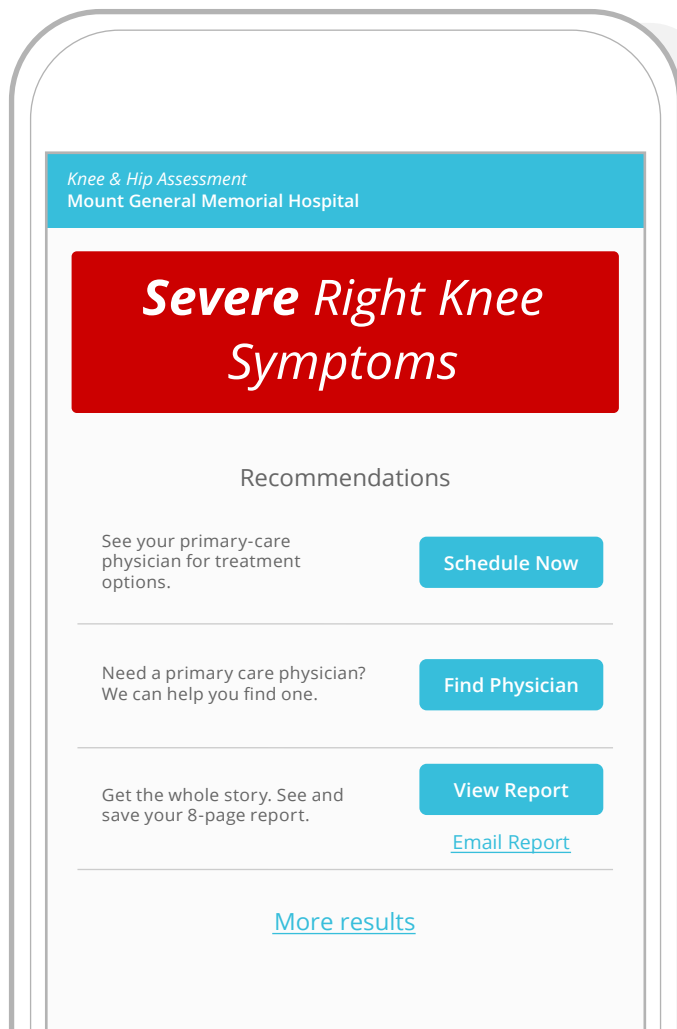 Knee & Hip Assessment
Mount General Memorial Hospital
Severe Right Knee
Symptoms
Recommendations
See your primary-care
physician for treatment
options.
Schedule Now
Need a primary care physician?
We can help you find one.
Find Physician
Get the whole story. See and
save your 8-page report.
View Report
Email Report
More results